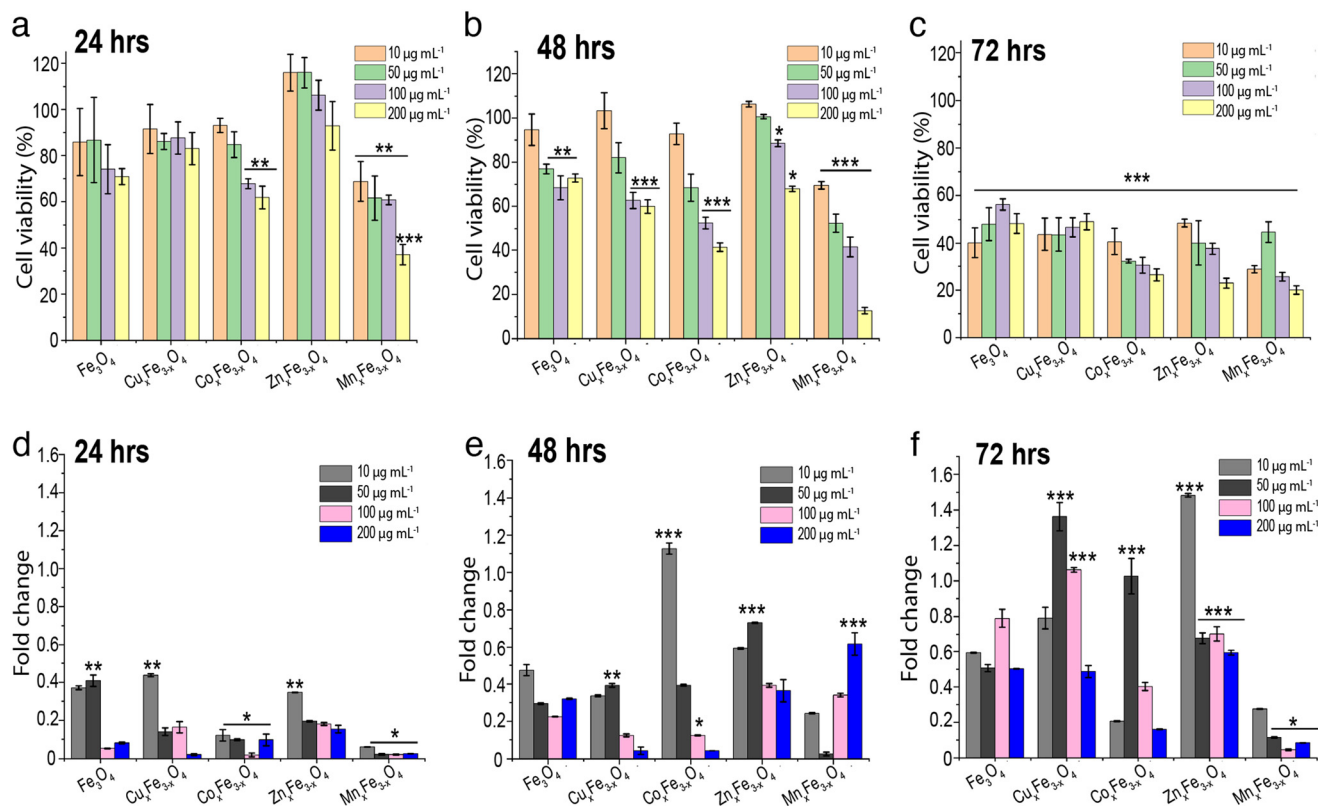 a
24 hrs
10 µg mL⁻¹
50 µg mL⁻¹
100 µg mL⁻¹
200 µg mL⁻¹
Cell viability (%)
120
100
80
60
40
20
0
**
**
***
Fe₃O₄
CuₓFe₃₋ₓO₄
CoₓFe₃₋ₓO₄
ZnₓFe₃₋ₓO₄
MnₓFe₃₋ₓO₄
b
48 hrs
10 µg mL⁻¹
50 µg mL⁻¹
100 µg mL⁻¹
200 µg mL⁻¹
Cell viability (%)
120
100
80
60
40
20
0
**
***
***
*
*
***
Fe₃O₄
CuₓFe₃₋ₓO₄
CoₓFe₃₋ₓO₄
ZnₓFe₃₋ₓO₄
MnₓFe₃₋ₓO₄
c
72 hrs
10 µg mL⁻¹
50 µg mL⁻¹
100 µg mL⁻¹
200 µg mL⁻¹
Cell viability (%)
120
100
80
60
40
20
0
***
Fe₃O₄
CuₓFe₃₋ₓO₄
CoₓFe₃₋ₓO₄
ZnₓFe₃₋ₓO₄
MnₓFe₃₋ₓO₄
d
24 hrs
10 µg mL⁻¹
50 µg mL⁻¹
100 µg mL⁻¹
200 µg mL⁻¹
Fold change
1.6
1.4
1.2
1.0
0.8
0.6
0.4
0.2
0
**
**
*
**
*
Fe₃O₄
CuₓFe₃₋ₓO₄
CoₓFe₃₋ₓO₄
ZnₓFe₃₋ₓO₄
MnₓFe₃₋ₓO₄
e
48 hrs
10 µg mL⁻¹
50 µg mL⁻¹
100 µg mL⁻¹
200 µg mL⁻¹
Fold change
1.6
1.4
1.2
1.0
0.8
0.6
0.4
0.2
0
**
***
*
***
***
Fe₃O₄
CuₓFe₃₋ₓO₄
CoₓFe₃₋ₓO₄
ZnₓFe₃₋ₓO₄
MnₓFe₃₋ₓO₄
f
72 hrs
10 µg mL⁻¹
50 µg mL⁻¹
100 µg mL⁻¹
200 µg mL⁻¹
Fold change
1.6
1.4
1.2
1.0
0.8
0.6
0.4
0.2
0
***
***
***
***
***
*
Fe₃O₄
CuₓFe₃₋ₓO₄
CoₓFe₃₋ₓO₄
ZnₓFe₃₋ₓO₄
MnₓFe₃₋ₓO₄